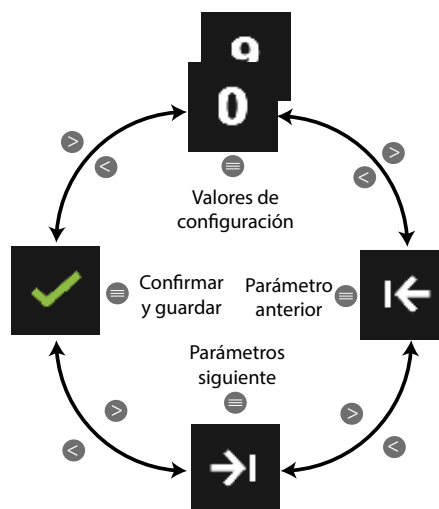 9
0
Valores de
configuración
Confirmar
y guardar
Parámetro
anterior
Parámetros
siguiente